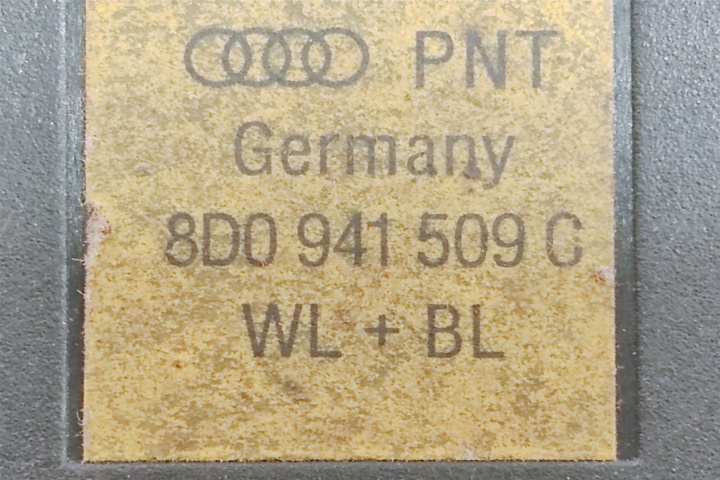 PNT
Germany
8D0 941 509 C
WL + BL